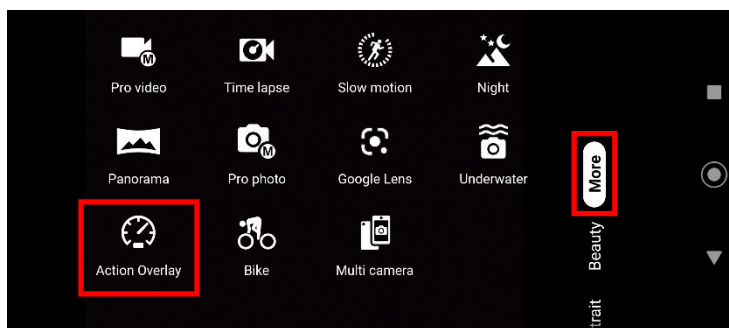 M
Pro video
Time lapse
Slow motion
Night
Panorama
M
Pro photo
Google Lens
Underwater
Action Overlay
Bike
Multi camera
More
Beauty
trait